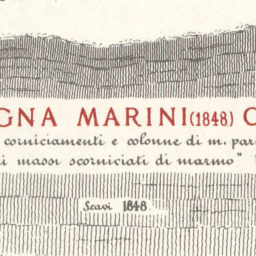 GNA MARINI (1848) C
corniciamenti e colonne di m. par
i massi scorniciati di marmo"
Scavi 1848